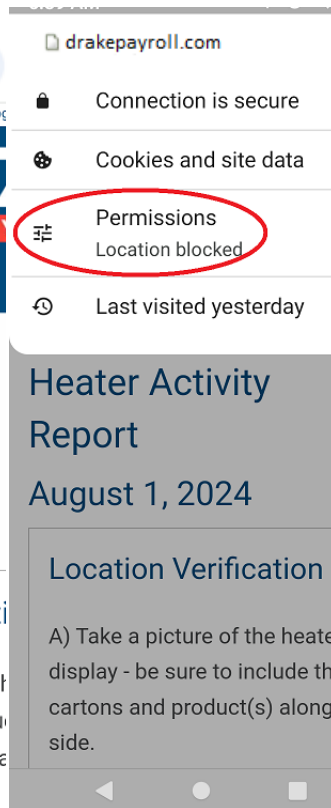 drakepayroll.com
Connection is secure
Cookies and site data
Permissions
Location blocked
Last visited yesterday
Heater Activity
Report
August 1, 2024
Location Verification
A) Take a picture of the heate
display - be sure to include th
cartons and product(s) along
side.